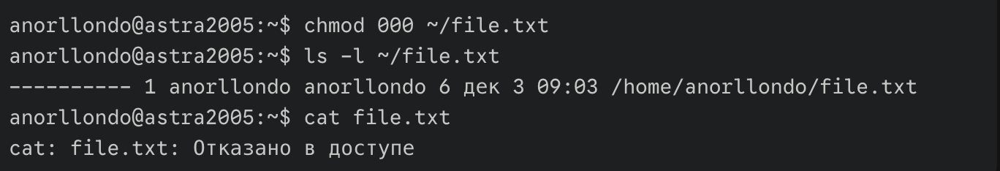 anorllondo@astra2005:~$ chmod 000 ~/file.txt
anorllondo@astra2005:~$ ls -l ~/file.txt
---------- 1 anorllondo anorllondo 6 дек 3 09:03 /home/anorllondo/file.txt
anorllondo@astra2005:~$ cat file.txt
cat: file.txt: Отказано в доступе